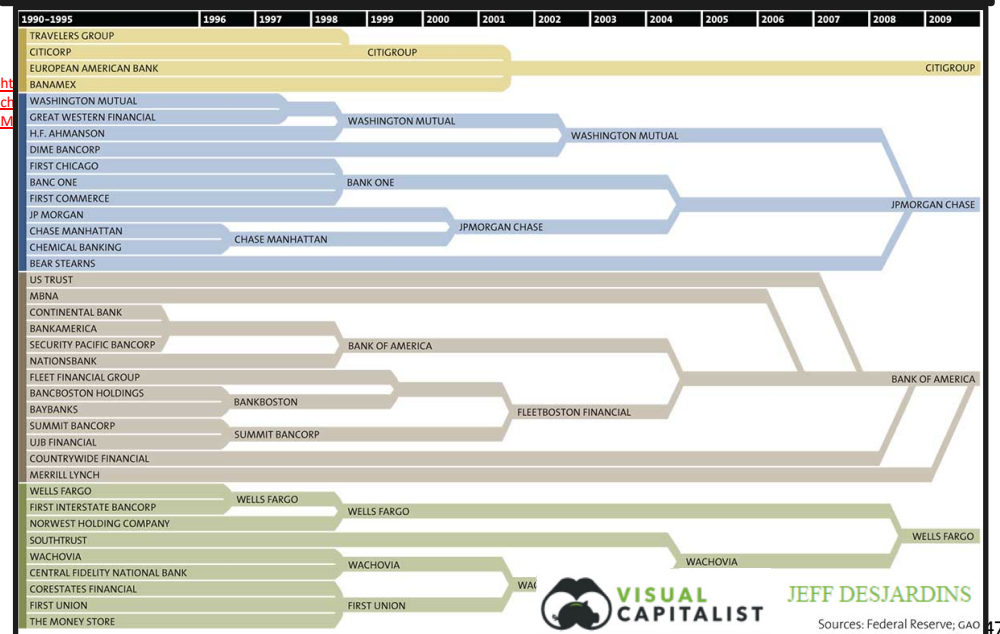 1990–1995 1996 1997 1998 1999 2000 2001 2002 2003 2004 2005 2006 2007 2008 2009
TRAVELERS GROUP
CITICORP CITIGROUP
EUROPEAN AMERICAN BANK CITIGROUP
BANAMEX
ht
ch
M
WASHINGTON MUTUAL
GREAT WESTERN FINANCIAL
WASHINGTON MUTUAL
H.F. AHMANSON
WASHINGTON MUTUAL
DIME BANCORP
FIRST CHICAGO
BANC ONE BANK ONE
FIRST COMMERCE
JPMORGAN CHASE
JP MORGAN
JPMORGAN CHASE
CHASE MANHATTAN
CHASE MANHATTAN
CHEMICAL BANKING
BEAR STEARNS
US TRUST
MBNA
CONTINENTAL BANK
BANKAMERICA
SECURITY PACIFIC BANCORP BANK OF AMERICA
NATIONSBANK
FLEET FINANCIAL GROUP BANK OF AMERICA
BANCBOSTON HOLDINGS
BANKBOSTON
BAYBANKS
FLEETBOSTON FINANCIAL
SUMMIT BANCORP
SUMMIT BANCORP
UJB FINANCIAL
COUNTRYWIDE FINANCIAL
MERRILL LYNCH
WELLS FARGO
WELLS FARGO
FIRST INTERSTATE BANCORP
WELLS FARGO
NORWEST HOLDING COMPANY
WELLS FARGO
SOUTHTRUST
WACHOVIA
WACHOVIA
WACHOVIA
CENTRAL FIDELITY NATIONAL BANK
WAC
CORESTATES FINANCIAL
FIRST UNION FIRST UNION
THE MONEY STORE
VISUAL
CAPITALIST
JEFF DESJARDINS
Sources: Federal Reserve; GAO
47